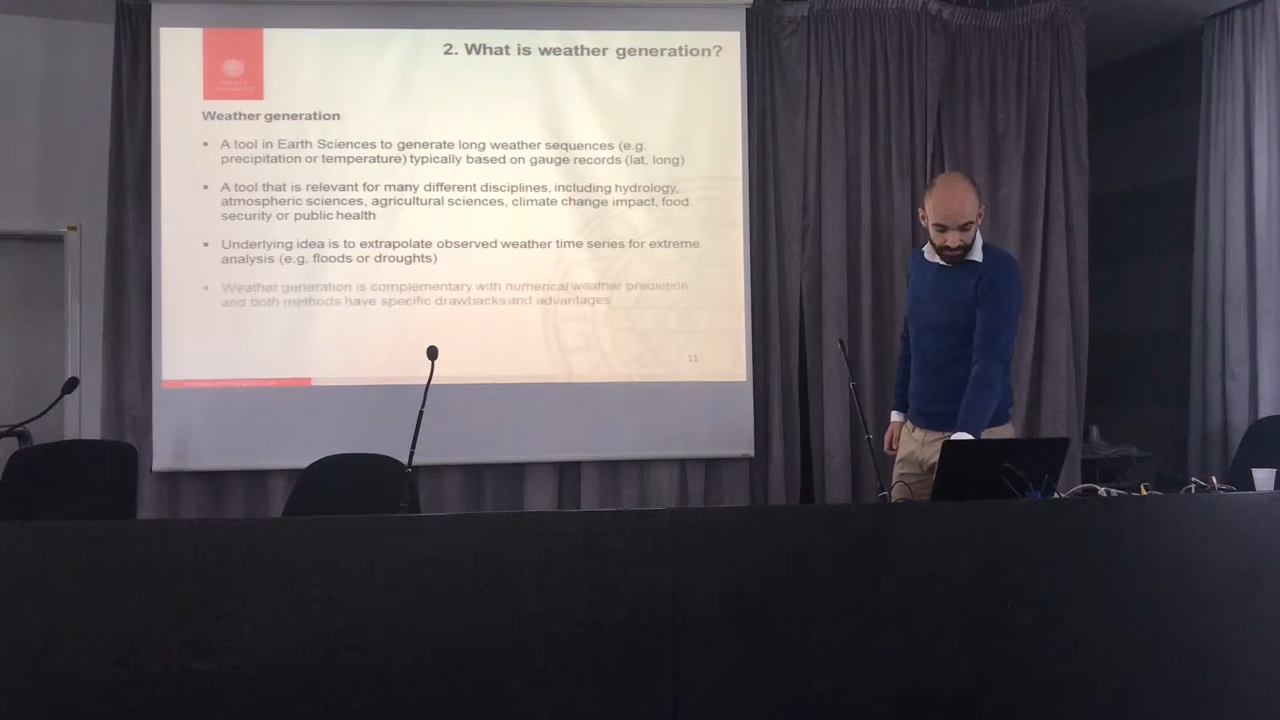 2. What is weather generation?
Weather generation
▪ A tool in Earth Sciences to generate long weather sequences (e.g.
precipitation or temperature) typically based on gauge records (lat, long)
▪ A tool that is relevant for many different disciplines, including hydrology,
atmospheric sciences, agricultural sciences, climate change impact, food
security or public health
▪ Underlying idea is to extrapolate observed weather time series for extreme
analysis (e.g. floods or droughts)
▪ Weather generation is complementary with numerical weather prediction
and both methods have specific drawbacks and advantages
11